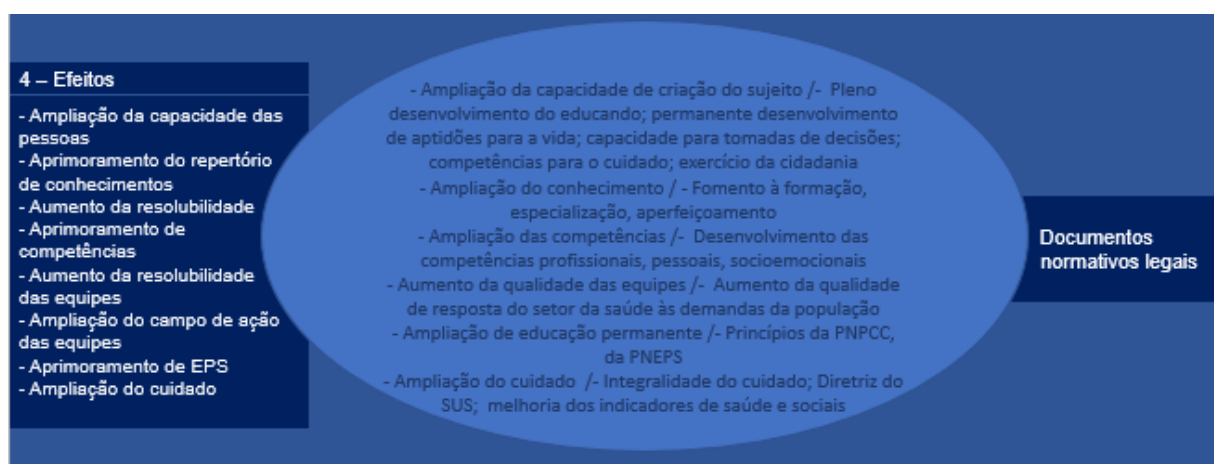 4 – Efeitos
- Ampliação da capacidade das
pessoas
- Aprimoramento do repertório
de conhecimentos
- Aumento da resolubilidade
- Aprimoramento de
competências
- Aumento da resolubilidade
das equipes
- Ampliação do campo de ação
das equipes
- Aprimoramento de EPS
- Ampliação do cuidado
- Ampliação da capacidade de criação do sujeito /- Pleno
desenvolvimento do educando; permanente desenvolvimento
de aptidões para a vida; capacidade para tomadas de decisões;
competências para o cuidado; exercício da cidadania
- Ampliação do conhecimento / - Fomento à formação,
especialização, aperfeiçoamento
- Ampliação das competências /- Desenvolvimento das
competências profissionais, pessoais, socioemocionais
- Aumento da qualidade das equipes /- Aumento da qualidade
de resposta do setor da saúde às demandas da população
- Ampliação de educação permanente /- Princípios da PNPCC,
da PNEPS
- Ampliação do cuidado /- Integralidade do cuidado; Diretriz do
SUS; melhoria dos indicadores de saúde e sociais
Documentos
normativos legais